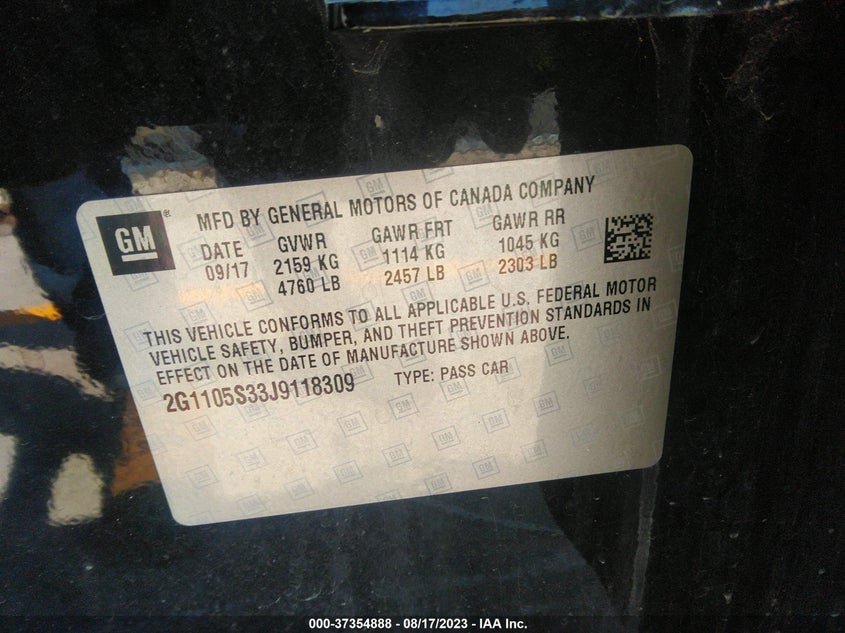 GM®
MFD BY GENERAL MOTORS OF CANADA COMPANY
DATE GVWR GAWR FRT GAWR RR
09/17 2159 KG 1114 KG 1045 KG
4760 LB 2457 LB 2303 LB
THIS VEHICLE CONFORMS TO ALL APPLICABLE U.S. FEDERAL MOTOR
VEHICLE SAFETY, BUMPER, AND THEFT PREVENTION STANDARDS IN
EFFECT ON THE DATE OF MANUFACTURE SHOWN ABOVE.
2G1105S33J9118309 TYPE: PASS CAR
000-37354888 - 08/17/2023 - IAA Inc.